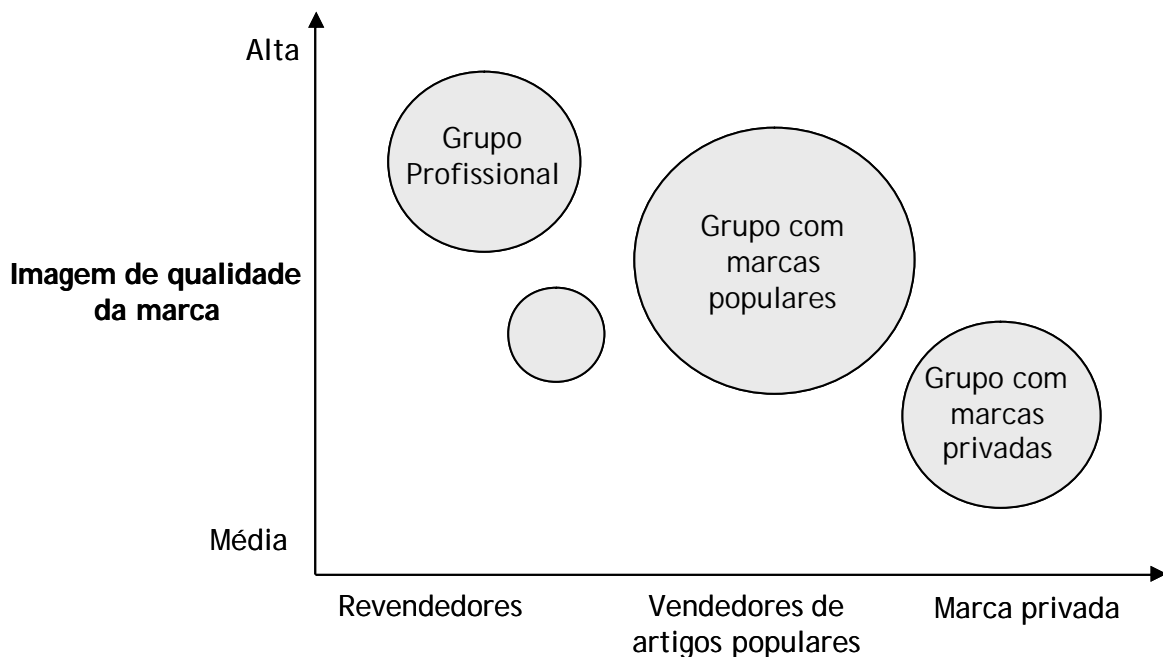 Alta
Grupo
Profissional
Grupo com
marcas
populares
Imagem de qualidade
da marca
Grupo com
marcas
privadas
Média
Revendedores
Vendedores de
artigos populares
Marca privada